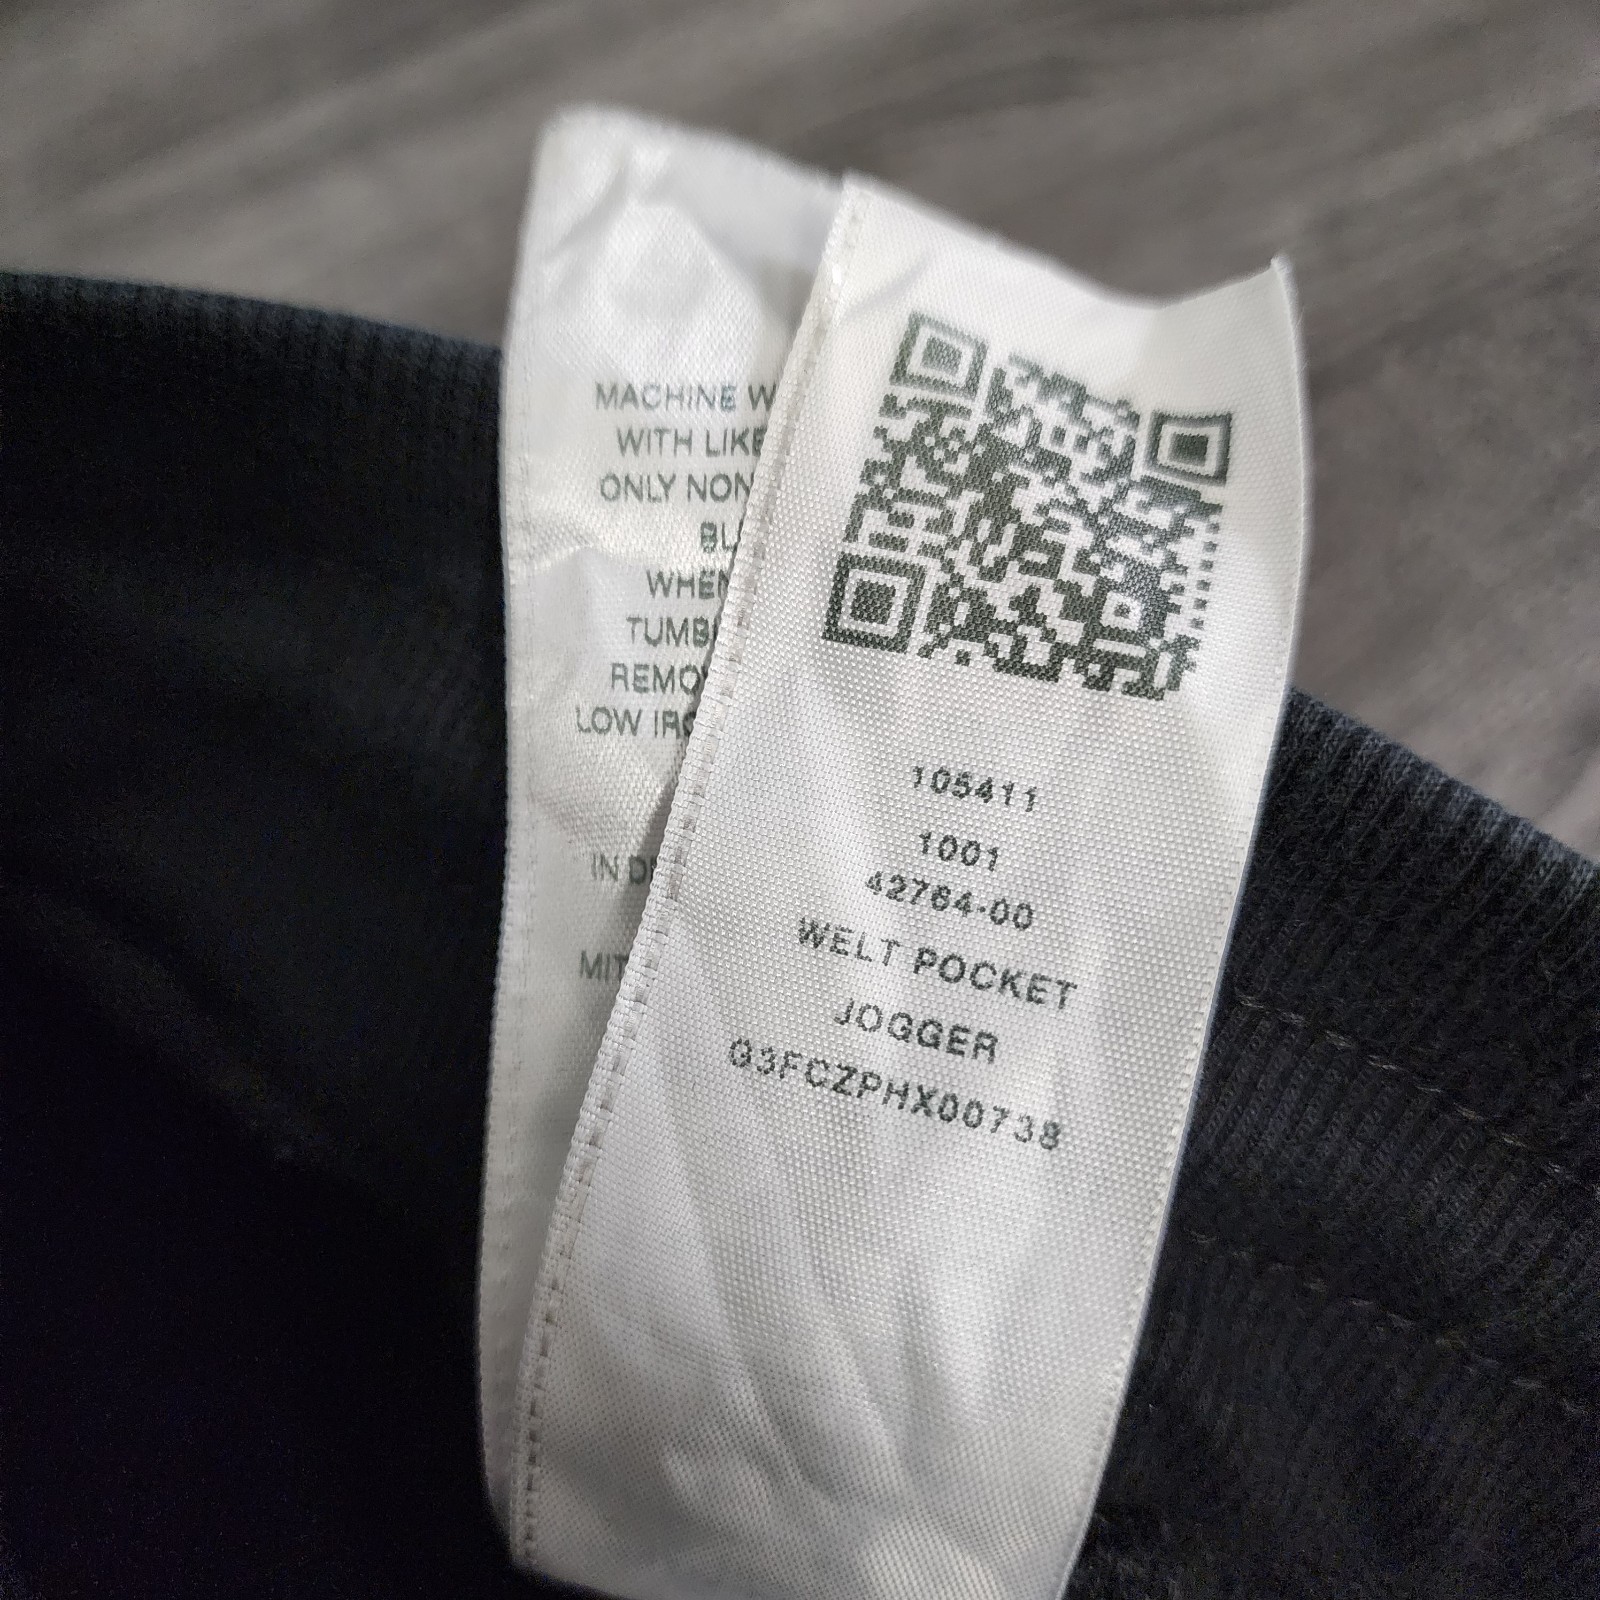 MACHINE W
WITH LIKE
ONLY NON
BL
WHEN
TUMB
REMO
LOW IRO
IN D
MIT
105411
1001
42764-00
WELT POCKET
JOGGER
G3FCZPHX00738